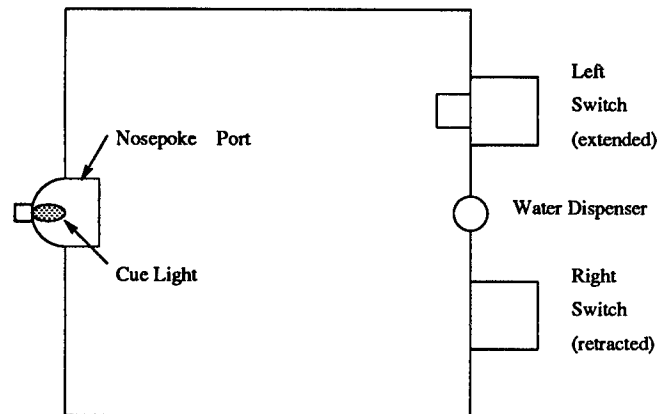 Left
Switch
(extended)
Nosepoke Port
Water Dispenser
Cue Light
Right
Switch
(retracted)